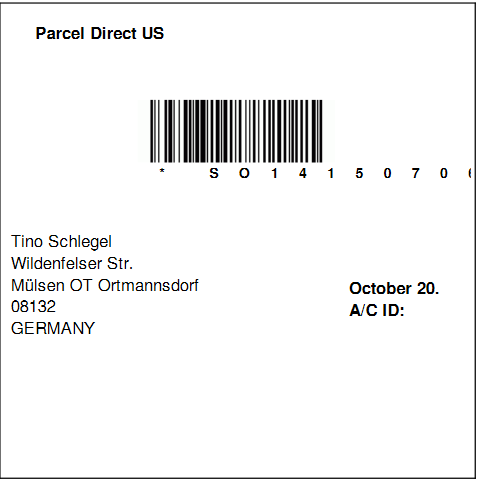 Parcel Direct US
* S O 1 4 1 5 0 7 0
Tino Schlegel
Wildenfelser Str.
Mülsen OT Ortmannsdorf
08132
GERMANY
October 20.
A/C ID: